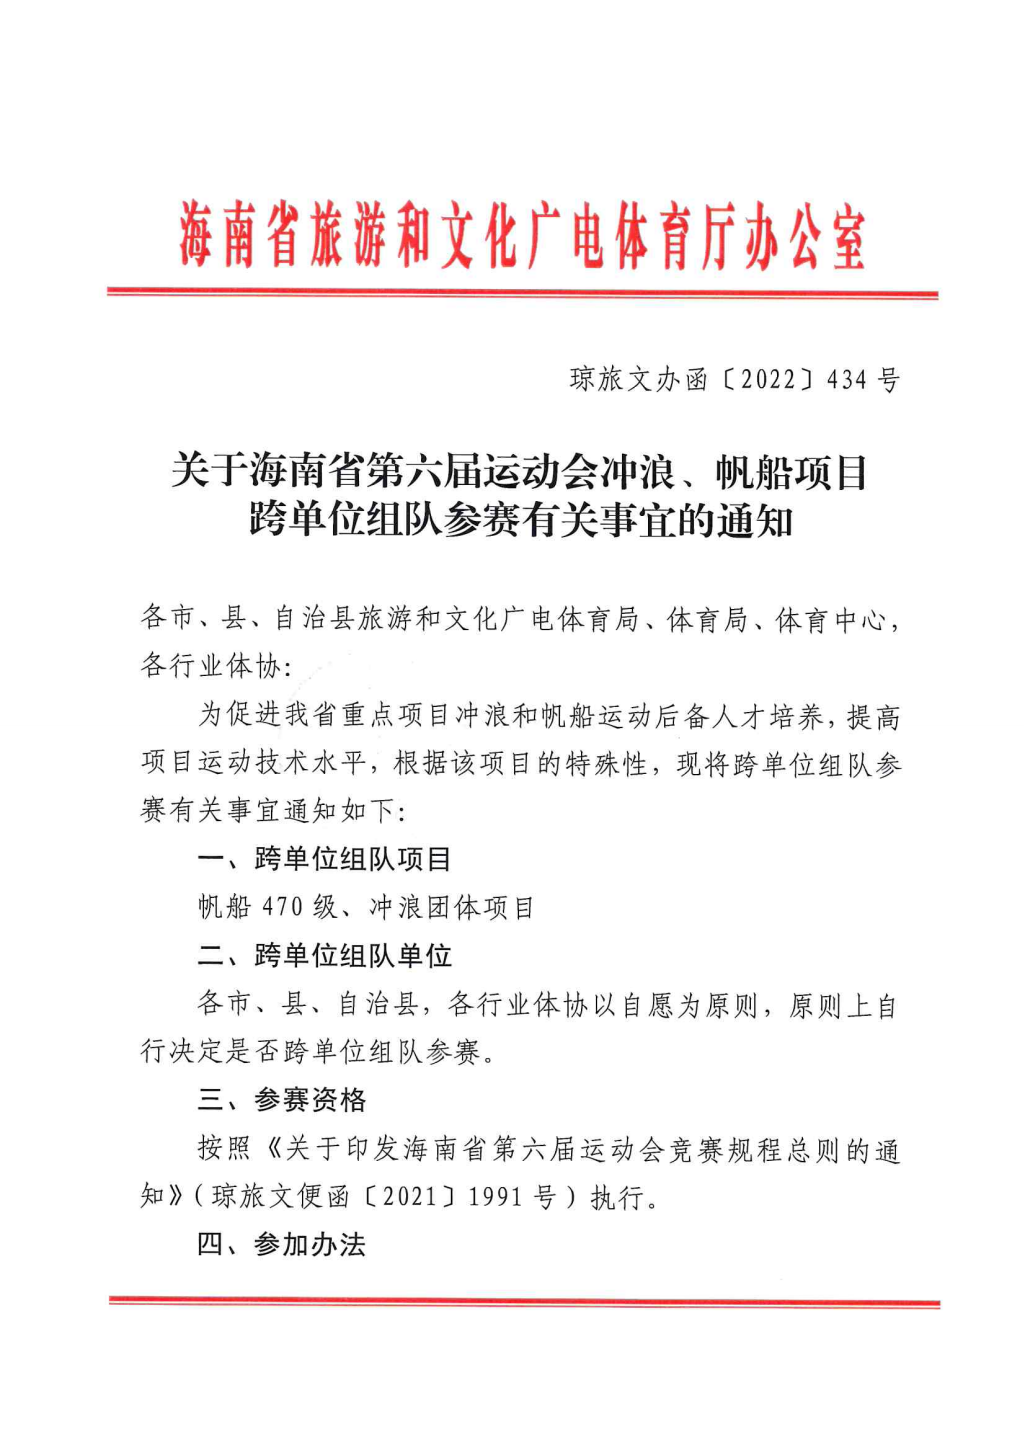 海南省旅游和文化广电体育厅办公室
琼旅文办函〔2022〕434号
关于海南省第六届运动会冲浪、帆船项目
跨单位组队参赛有关事宜的通知
各市、县、自治县旅游和文化广电体育局、体育局、体育中心，
各行业体协：
为促进我省重点项目冲浪和帆船运动后备人才培养，提高
项目运动技术水平，根据该项目的特殊性，现将跨单位组队参
赛有关事宜通知如下：
一、跨单位组队项目
帆船 470 级、冲浪团体项目
二、跨单位组队单位
各市、县、自治县，各行业体协以自愿为原则，原则上自
行决定是否跨单位组队参赛。
三、参赛资格
按照《关于印发海南省第六届运动会竞赛规程总则的通
知》（琼旅文便函〔2021〕1991 号）执行。
四、参加办法